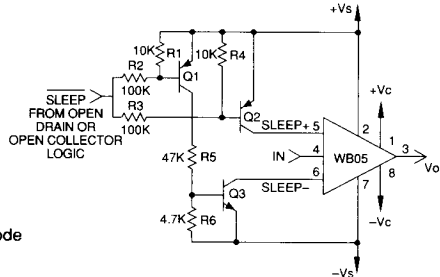 +Vs
10K R1
10K R4
R2
Q1
100K
SLEEP
FROM OPEN
DRAIN OR
OPEN COLLECTOR
LOGIC
R3
100K
Q2
SLEEP+ 5
+Vc
2
1
3
IN
4
WB05
Vo
47K R5
6
SLEEP–
7
8
Q3
–Vc
4.7K R6
ode
–Vs